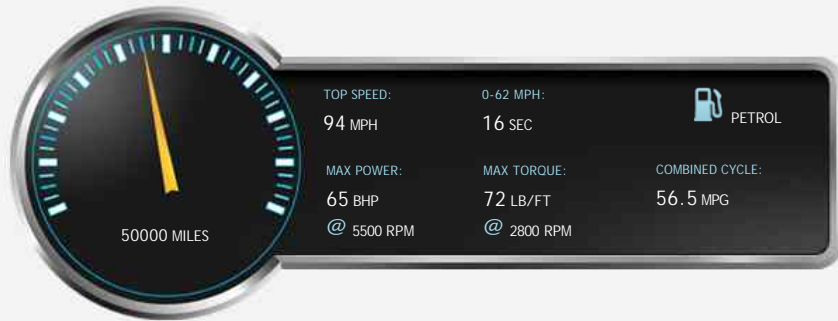 TOP SPEED:
94 MPH
0-62 MPH:
16 SEC
PETROL
MAX POWER:
65 BHP
@ 5500 RPM
MAX TORQUE:
72 LB/FT
@ 2800 RPM
COMBINED CYCLE:
56.5 MPG
50000 MILES